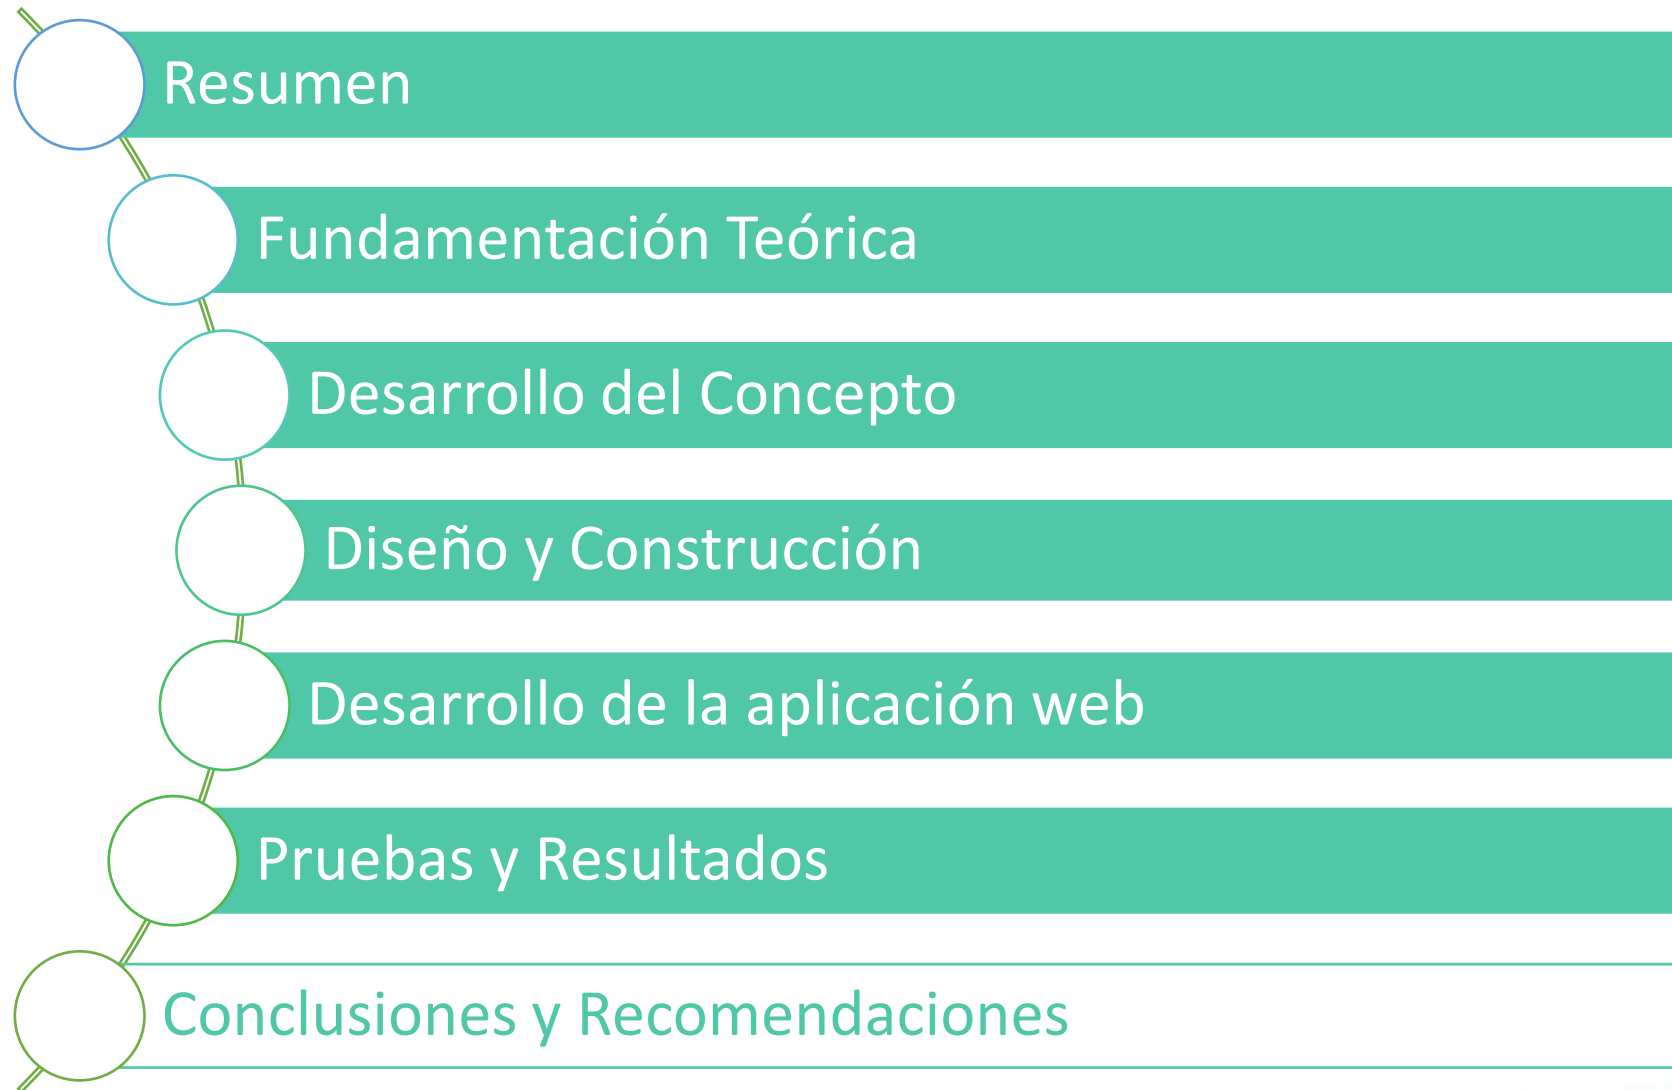 Resumen
Fundamentación Teórica
Desarrollo del Concepto
Diseño y Construcción
Desarrollo de la aplicación web
Pruebas y Resultados
Conclusiones y Recomendaciones